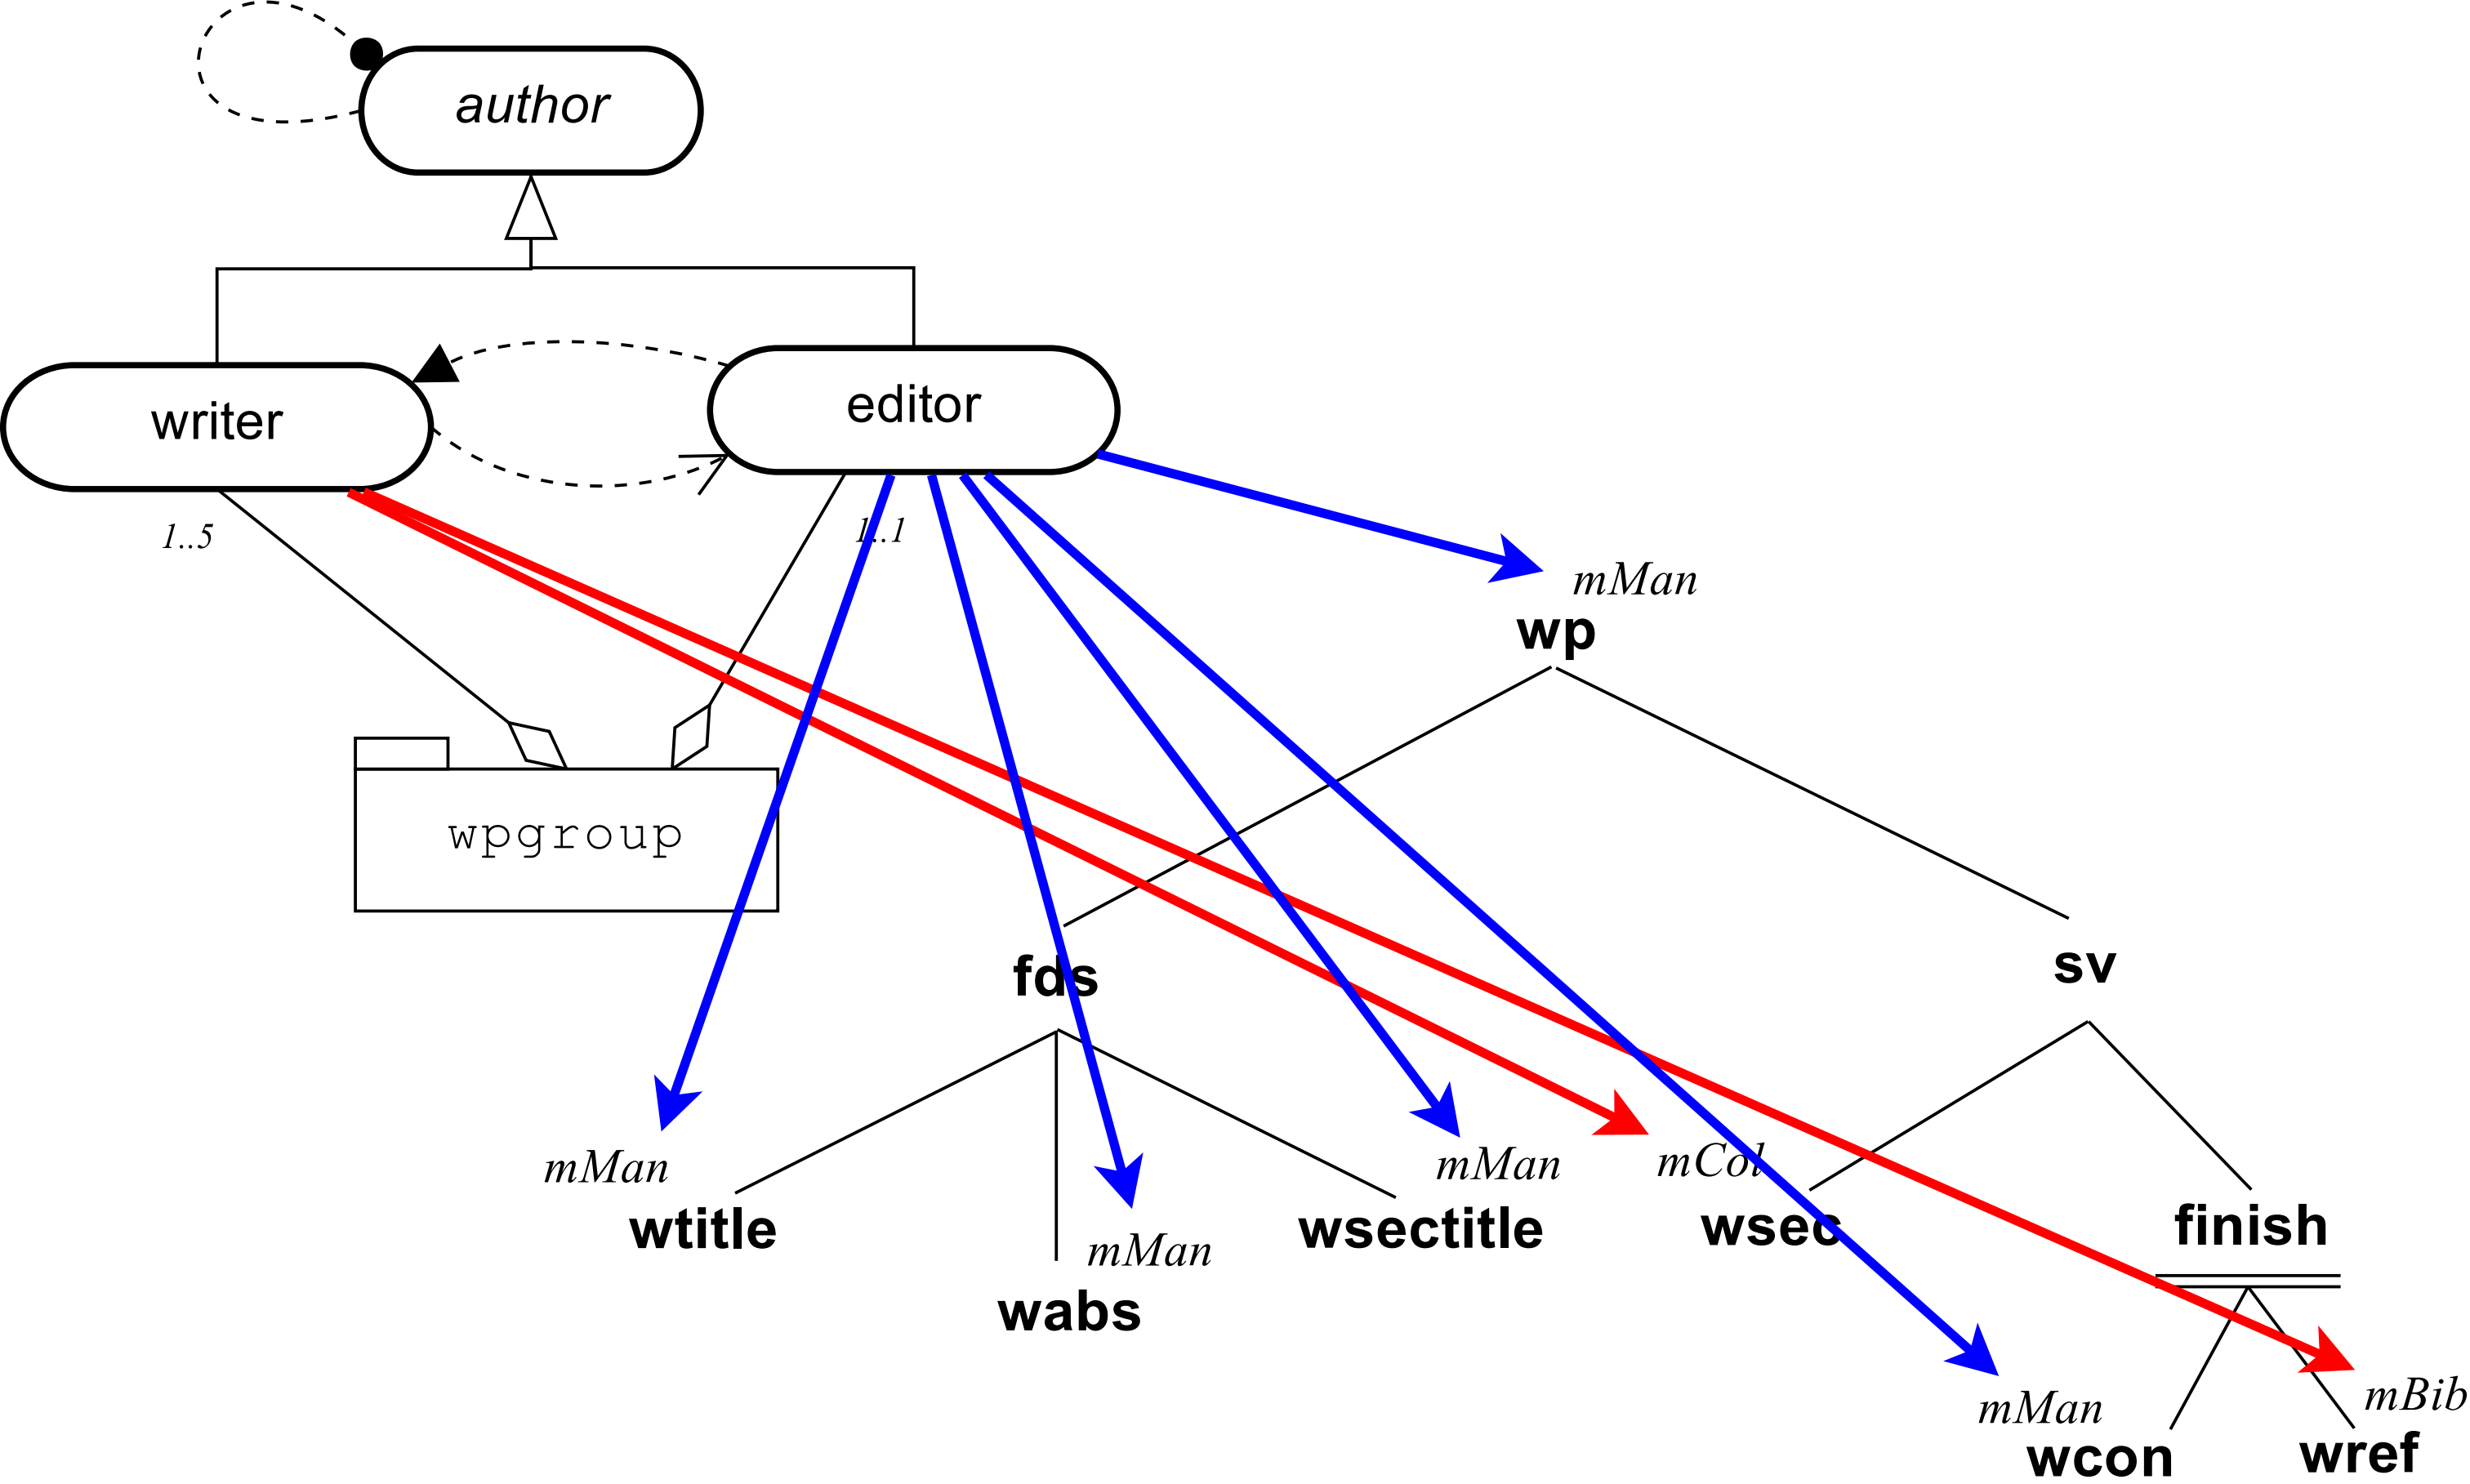 author
writer
editor
1..5
1..1
mMan
wp
wpgroup
fds
sv
mMan
mMan
mCol
wtitle
mMan
wsectitle
wsec
finish
wabs
mMan
mBib
wcon
wref